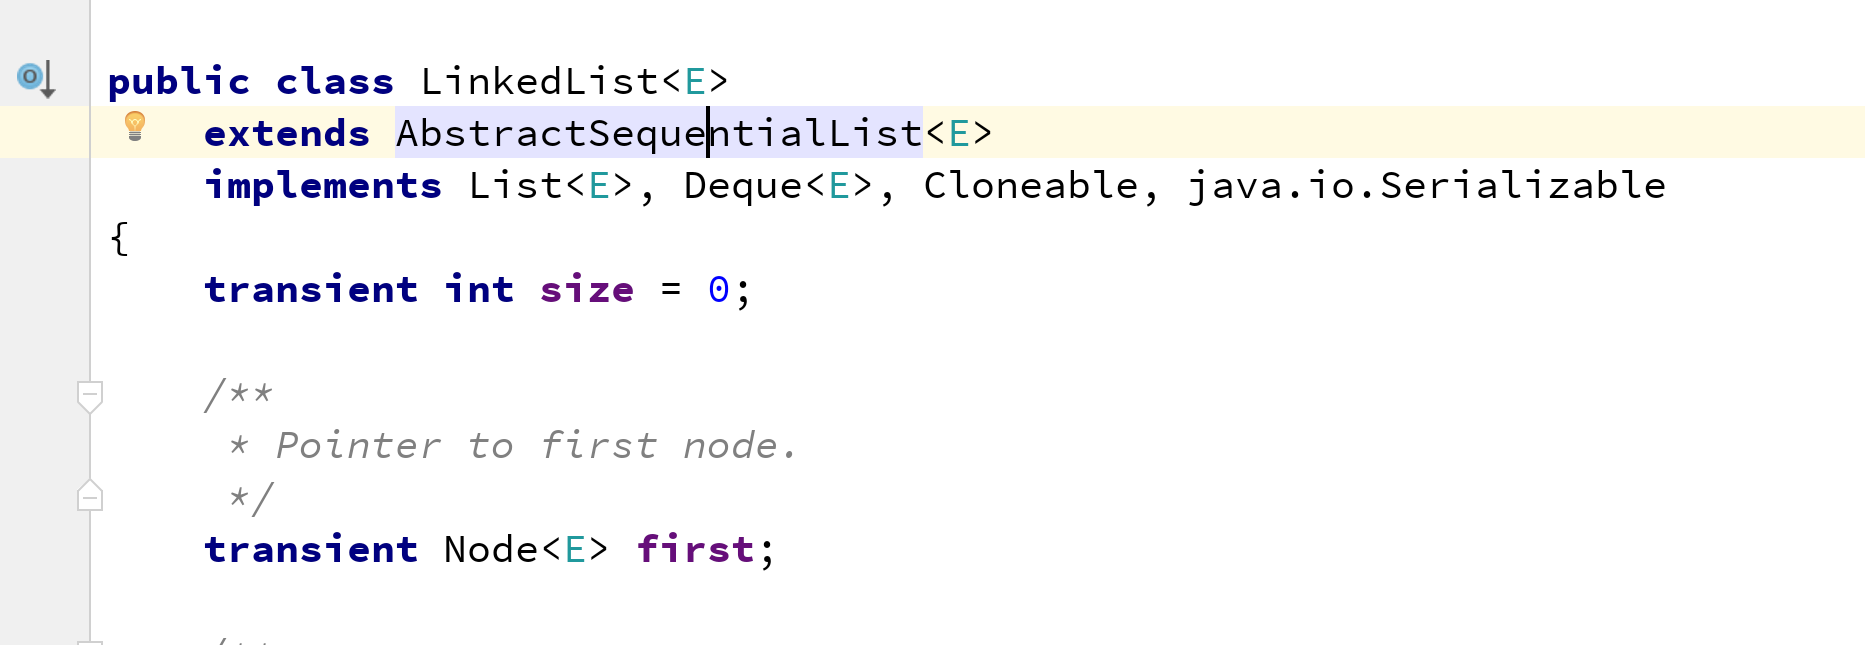 public class LinkedList<E>
extends AbstractSequentialList<E>
implements List<E>, Deque<E>, Cloneable, java.io.Serializable
{
transient int size = 0;
/**
* Pointer to first node.
*/
transient Node<E> first;
/**